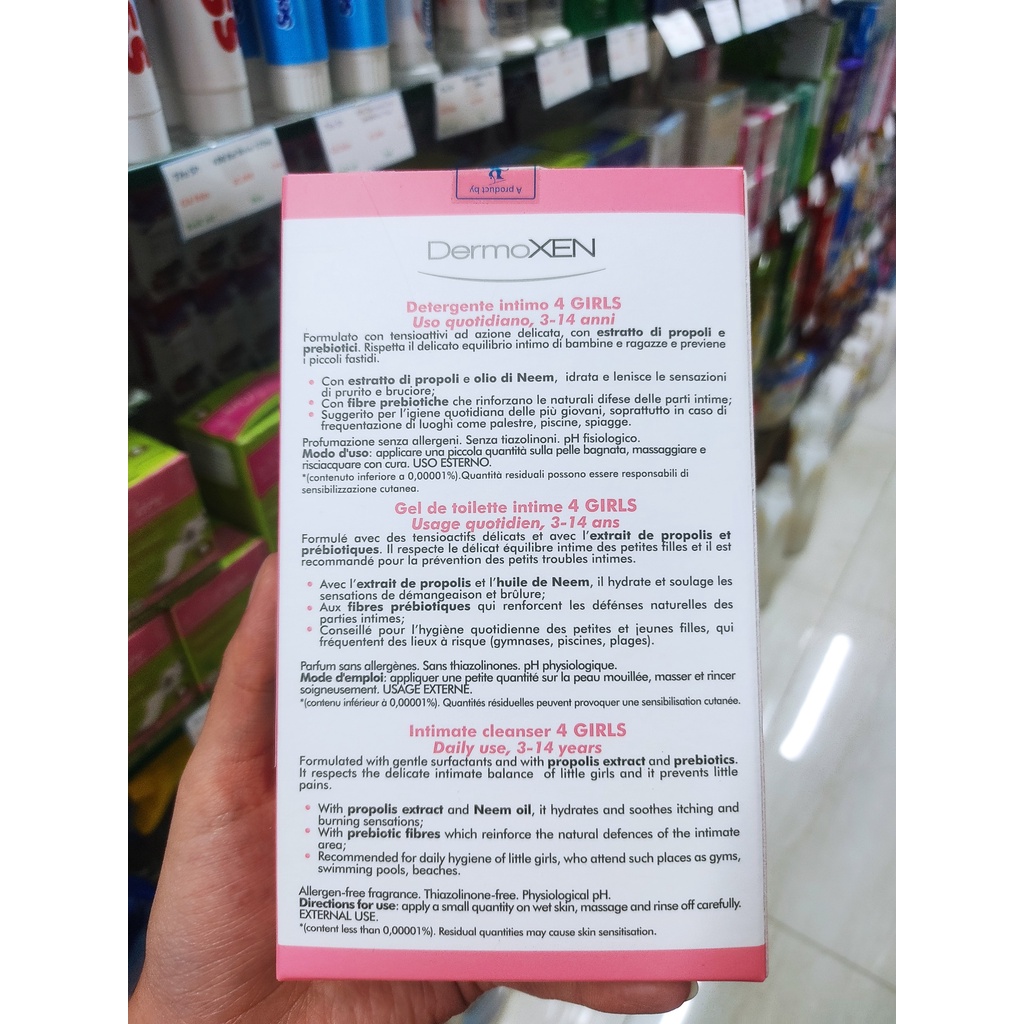 A product by
DermoXEN
Detergente intimo 4 GIRLS
Uso quotidiano, 3-14 anni
Formulato con tensioattivi ad azione delicata, con estratto di propoli e
prebiotici. Rispetta il delicato equilibrio intimo di bambine e ragazze e previene
i piccoli fastidi.
• Con estratto di propoli e olio di Neem, idrata e lenisce le sensazioni
di prurito e bruciore;
• Con fibre prebiotiche che rinforzano le naturali difese delle parti intime;
• Suggerito per l'igiene quotidiana delle più giovani, soprattutto in caso di
frequentazione di luoghi come palestre, piscine, spiagge.
Profumazione senza allergeni. Senza tiazolinoni. pH fisiologico.
Modo d'uso: applicare una piccola quantità sulla pelle bagnata, massaggiare e
risciacquare con cura. USO ESTERNO.
*(contenuto inferiore a 0,00001%).Quantità residuali possono essere responsabili di
sensibilizzazione cutanea.
Gel de toilette intime 4 GIRLS
Usage quotidien, 3-14 ans
Formulé avec des tensioactifs délicats et avec l'extrait de propolis et
prébiotiques. Il respecte le délicat équilibre intime des petites filles et il est
recommandé pour la prévention des petits troubles intimes.
• Avec l'extrait de propolis et l'huile de Neem, il hydrate et soulage les
sensations de démangeaison et brûlure;
• Aux fibres prébiotiques qui renforcent les défénses naturelles des
parties intimes;
• Conseillé pour l'hygiène quotidienne des petites et jeunes filles, qui
fréquentent des lieux à risque (gymnases, piscines, plages).
Parfum sans allergènes. Sans thiazolinones. pH physiologique.
Mode d'emploi: appliquer une petite quantité sur la peau mouillée, masser et rincer
soigneusement. USAGE EXTERNE.
*(contenu inférieur à 0,00001%). Quantités résiduelles peuvent provoquer une sensibilisation cutanée.
Intimate cleanser 4 GIRLS
Daily use, 3-14 years
Formulated with gentle surfactants and with propolis extract and prebiotics.
It respects the delicate intimate balance of little girls and it prevents little
pains.
• With propolis extract and Neem oil, it hydrates and soothes itching and
burning sensations;
• With prebiotic fibres which reinforce the natural defences of the intimate
area;
• Recommended for daily hygiene of little girls, who attend such places as gyms,
swimming pools, beaches.
Allergen-free fragrance. Thiazolinone-free. Physiological pH.
Directions for use: apply a small quantity on wet skin, massage and rinse off carefully.
EXTERNAL USE.
*(content less than 0,00001%). Residual quantities may cause skin sensitisation.